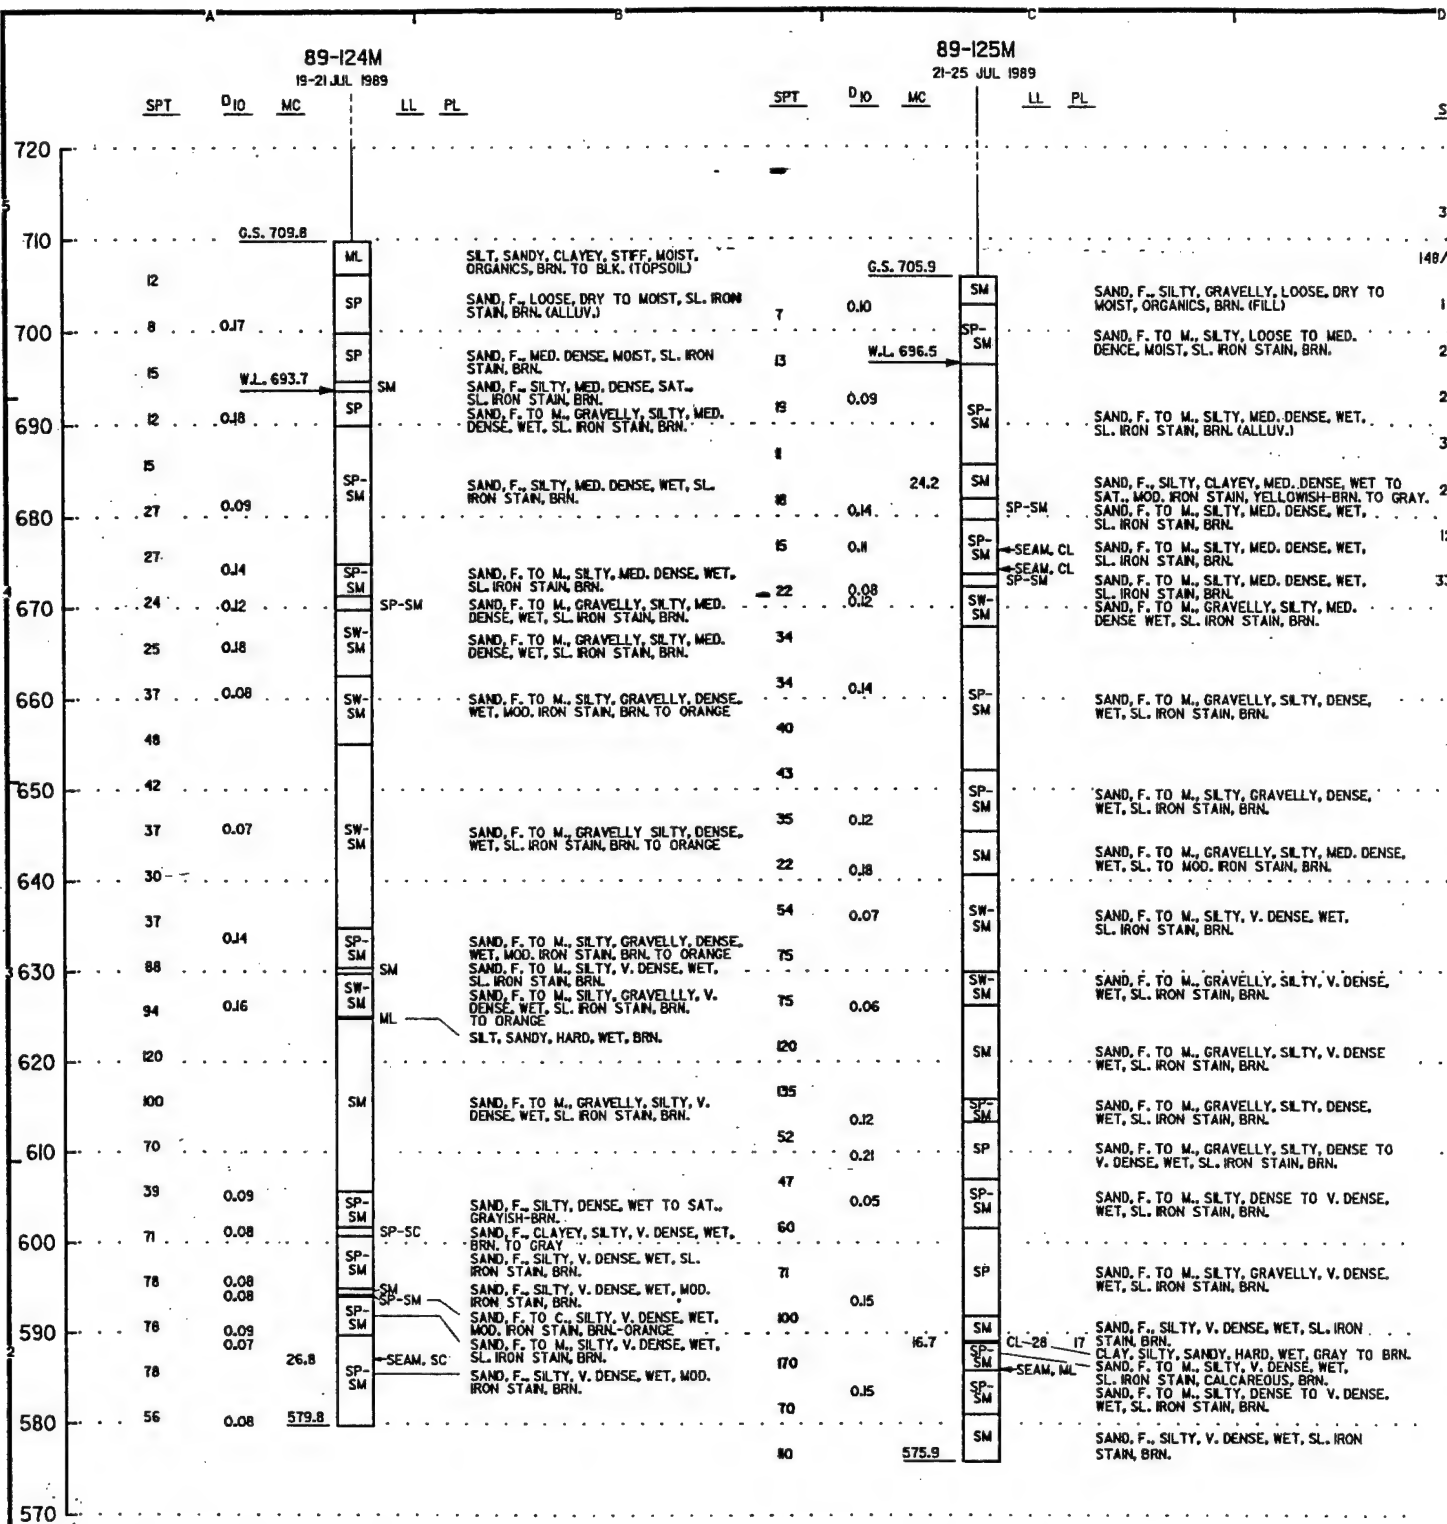 A B C D
89-124M
19-21 JUL 1989
SPT D10 MC LL PL
89-125M
21-25 JUL 1989
SPT D10 MC LL PL
S
720
710
700
690
680
670
660
650
640
630
620
610
600
590
580
570
5
3
2
G.S. 709.8
W.L. 693.7
12
8 0.17
15
12 0.18
15
27 0.09
27
0.14
24 0.12
25 0.18
37 0.08
48
42
37 0.07
30
37
0.14
88
94 0.16
120
100
70
39 0.09
71 0.08
78 0.08
0.08
76 0.09
0.07
26.8
78
56 0.08 579.8
ML
SP
SP
SM
SP
SP-
SM
SP-
SM
SP-SM
SW-
SM
SW-
SM
SW-
SM
SP-
SM
SM
SW-
SM
ML
SM
SP-
SM
SP-SC
SP-
SM
SM
SP-SM
SP-
SM
SEAM, SC
SP-
SM
SILT, SANDY, CLAYEY, STIFF, MOIST,
ORGANICS, BRN. TO BLK. (TOPSOIL)
SAND, F., LOOSE, DRY TO MOIST, SL. IRON
STAIN, BRN. (ALLUV.)
SAND, F., MED. DENSE, MOIST, SL. IRON
STAIN, BRN.
SAND, F., SILTY, MED. DENSE, SAT.,
SL. IRON STAIN, BRN.
SAND, F. TO M., GRAVELLY, SILTY, MED.
DENSE, WET, SL. IRON STAIN, BRN.
SAND, F., SILTY, MED. DENSE, WET, SL.
IRON STAIN, BRN.
SAND, F. TO M., SILTY, MED. DENSE, WET,
SL. IRON STAIN, BRN.
SAND, F. TO M., GRAVELLY, SILTY, MED.
DENSE, WET, SL. IRON STAIN, BRN.
SAND, F. TO M., GRAVELLY, SILTY, MED.
DENSE, WET, SL. IRON STAIN, BRN.
SAND, F. TO M., SILTY, GRAVELLY, DENSE,
WET, MOD. IRON STAIN, BRN. TO ORANGE
SAND, F. TO M., GRAVELLY SILTY, DENSE,
WET, SL. IRON STAIN, BRN. TO ORANGE
SAND, F. TO M., SILTY, GRAVELLY, DENSE,
WET, MOD. IRON STAIN, BRN. TO ORANGE
SAND, F. TO M., SILTY, V. DENSE, WET,
SL. IRON STAIN, BRN.
SAND, F. TO M., SILTY, GRAVELLLY, V.
DENSE, WET, SL. IRON STAIN, BRN.
TO ORANGE
SILT, SANDY, HARD, WET, BRN.
SAND, F. TO M., GRAVELLY, SILTY, V.
DENSE, WET, SL. IRON STAIN, BRN.
SAND, F., SILTY, DENSE, WET TO SAT.,
GRAYISH-BRN.
SAND, F., CLAYEY, SILTY, V. DENSE, WET,
BRN. TO GRAY
SAND, F., SILTY, V. DENSE, WET, SL.
IRON STAIN, BRN.
SAND, F., SILTY, V. DENSE, WET, MOD.
IRON STAIN, BRN.
SAND, F. TO C., SILTY, V. DENSE, WET,
MOD. IRON STAIN, BRN.-ORANGE
SAND, F. TO M., SILTY, V. DENSE, WET,
SL. IRON STAIN, BRN.
SAND, F., SILTY, V. DENSE, WET, MOD.
IRON STAIN, BRN.
G.S. 705.9
W.L. 696.5
7 0.10
13
19 0.09
11
24.2
18 0.14
15 0.11
22 0.08
0.12
34
34 0.14
40
43
35 0.12
22 0.18
54 0.07
75
75 0.06
120
135
0.12
52
0.21
47
0.05
60
71
0.15
100
16.7
170
0.15
70
110 575.9
SM
SP-
SM
SP-
SM
SM
SP-SM
SP-
SM
SEAM, CL
SEAM, CL
SP-SM
SW-
SM
SP-
SM
SP-
SM
SM
SW-
SM
SW-
SM
SM
SP-
SM
SP
SP-
SM
SP
SM
CL-28 17
SP-
SM
SEAM, ML
SP-
SM
SM
SAND, F., SILTY, GRAVELLY, LOOSE, DRY TO
MOIST, ORGANICS, BRN. (FILL)
SAND, F. TO M., SILTY, LOOSE TO MED.
DENCE, MOIST, SL. IRON STAIN, BRN.
SAND, F. TO M., SILTY, MED. DENSE, WET,
SL. IRON STAIN, BRN. (ALLUV.)
SAND, F., SILTY, CLAYEY, MED. DENSE, WET TO
SAT., MOD. IRON STAIN, YELLOWISH-BRN. TO GRAY.
SAND, F. TO M., SILTY, MED. DENSE, WET,
SL. IRON STAIN, BRN.
SAND, F. TO M., SILTY, MED. DENSE, WET,
SL. IRON STAIN, BRN.
SAND, F. TO M., SILTY, MED. DENSE, WET,
SL. IRON STAIN, BRN.
SAND, F. TO M., GRAVELLY, SILTY, MED.
DENSE WET, SL. IRON STAIN, BRN.
SAND, F. TO M., SILTY, GRAVELLY, DENSE,
WET, SL. IRON STAIN, BRN.
SAND, F. TO M., SILTY, GRAVELLY, DENSE,
WET, SL. IRON STAIN, BRN.
SAND, F. TO M., GRAVELLY, SILTY, MED. DENSE,
WET, SL. TO MOD. IRON STAIN, BRN.
SAND, F. TO M., SILTY, V. DENSE, WET,
SL. IRON STAIN, BRN.
SAND, F. TO M., GRAVELLY, SILTY, V. DENSE,
WET, SL. IRON STAIN, BRN.
SAND, F. TO M., GRAVELLY, SILTY, V. DENSE
WET, SL. IRON STAIN, BRN.
SAND, F. TO M., GRAVELLY, SILTY, DENSE,
WET, SL. IRON STAIN, BRN.
SAND, F. TO M., GRAVELLY, SILTY, DENSE TO
V. DENSE, WET, SL. IRON STAIN, BRN.
SAND, F. TO M., SILTY, DENSE TO V. DENSE,
WET, SL. IRON STAIN, BRN.
SAND, F. TO M., SILTY, GRAVELLY, V. DENSE,
WET, SL. IRON STAIN, BRN.
SAND, F., SILTY, V. DENSE, WET, SL. IRON
STAIN, BRN.
CLAY, SILTY, SANDY, HARD, WET, GRAY TO BRN.
SAND, F. TO M., SILTY, V. DENSE, WET,
SL. IRON STAIN, CALCAREOUS, BRN.
SAND, F. TO M., SILTY, DENSE TO V. DENSE,
WET, SL. IRON STAIN, BRN.
SAND, F., SILTY, V. DENSE, WET, SL. IRON
STAIN, BRN.
3
148/
1
2
2
3
2
12
33